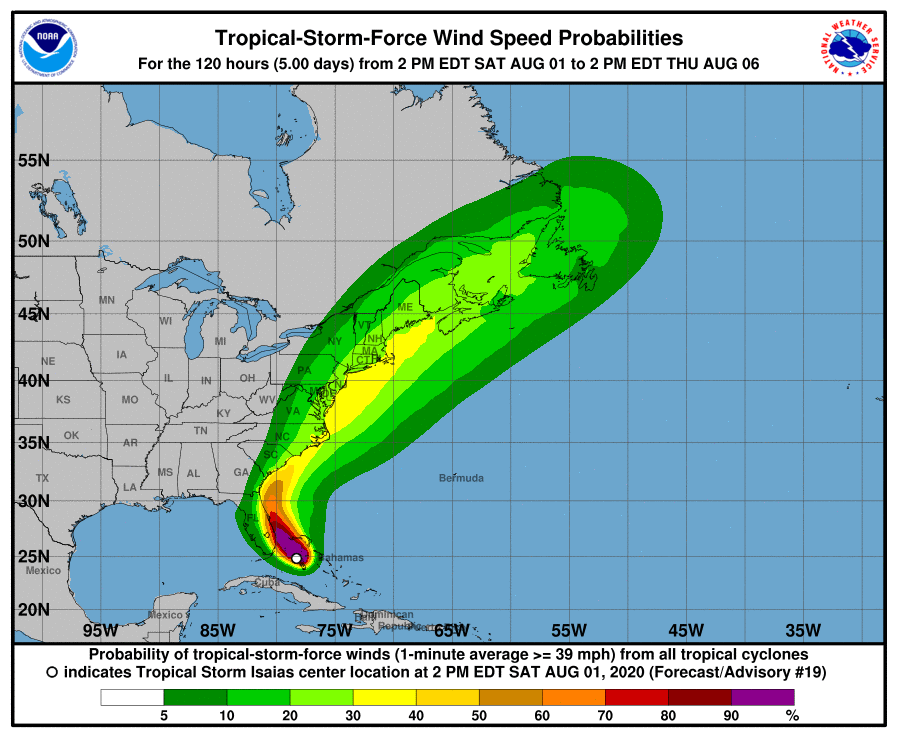 NOAA
NATIONAL WEATHER SERVICE
Tropical-Storm-Force Wind Speed Probabilities
For the 120 hours (5.00 days) from 2 PM EDT SAT AUG 01 to 2 PM EDT THU AUG 06
55N
50N
MN
ME
45N
WI
VT
MI
NY
NH
MA
IA
CT
NE
PA
40N
IL
IN
OH
KS
MO
WV
VA
KY
35N
TN
NC
OK
AR
SC
TX
MS
AL
GA
Bermuda
LA
30N
FL
25N
Bahamas
Mexico
Cuba
20N
Mexico
Dominican
Republic
95W
85W
75W
65W
55W
45W
35W
Probability of tropical-storm-force winds (1-minute average >= 39 mph) from all tropical cyclones
indicates Tropical Storm Isaias center location at 2 PM EDT SAT AUG 01, 2020 (Forecast/Advisory #19)
5 10 20 30 40 50 60 70 80 90 %